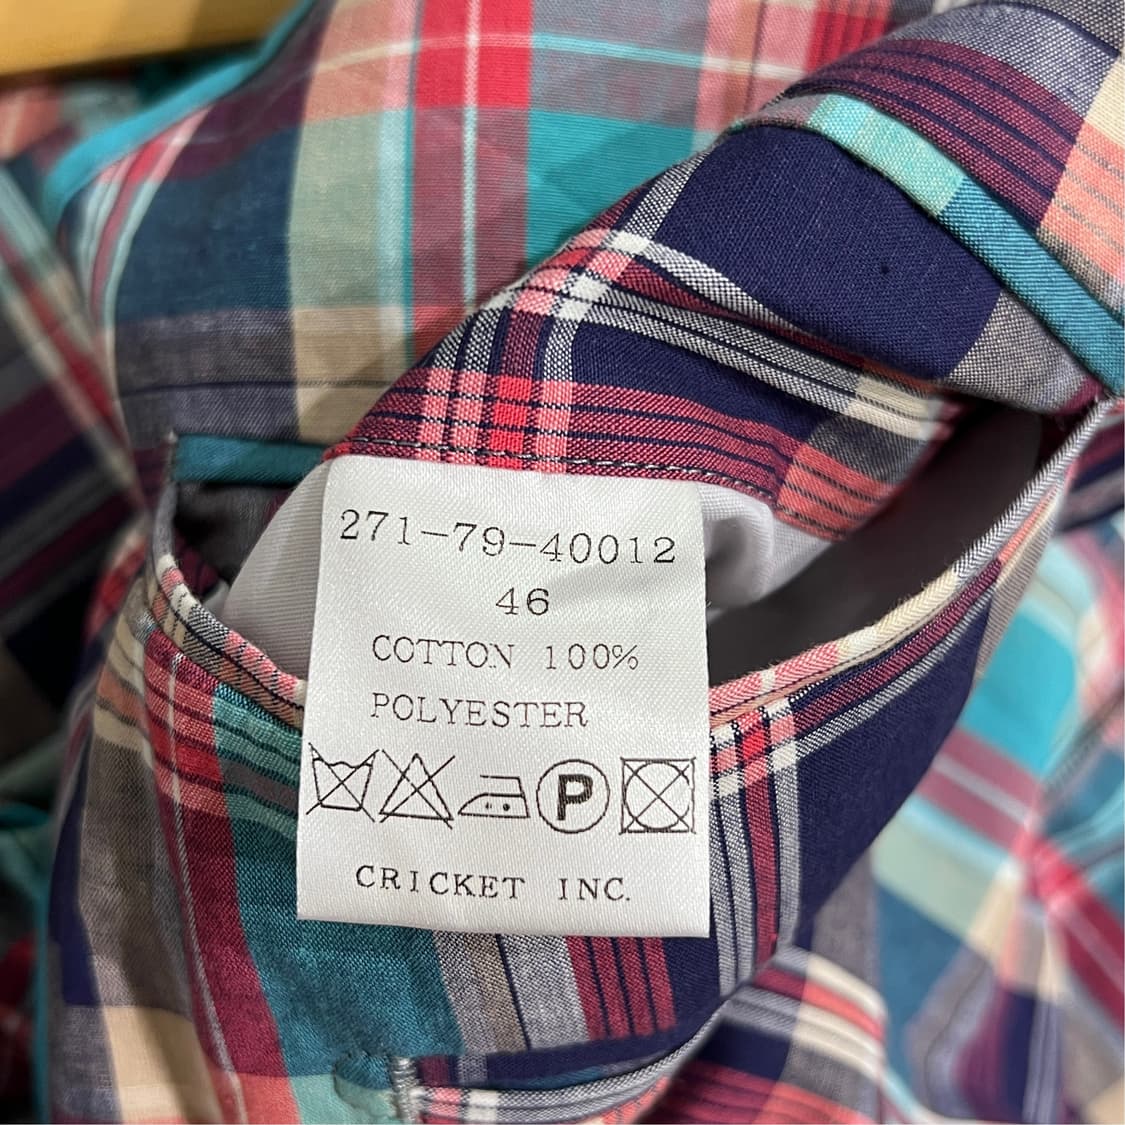 271-79-40012
46
COTTON 100%
POLYESTER
P
CRICKET INC.